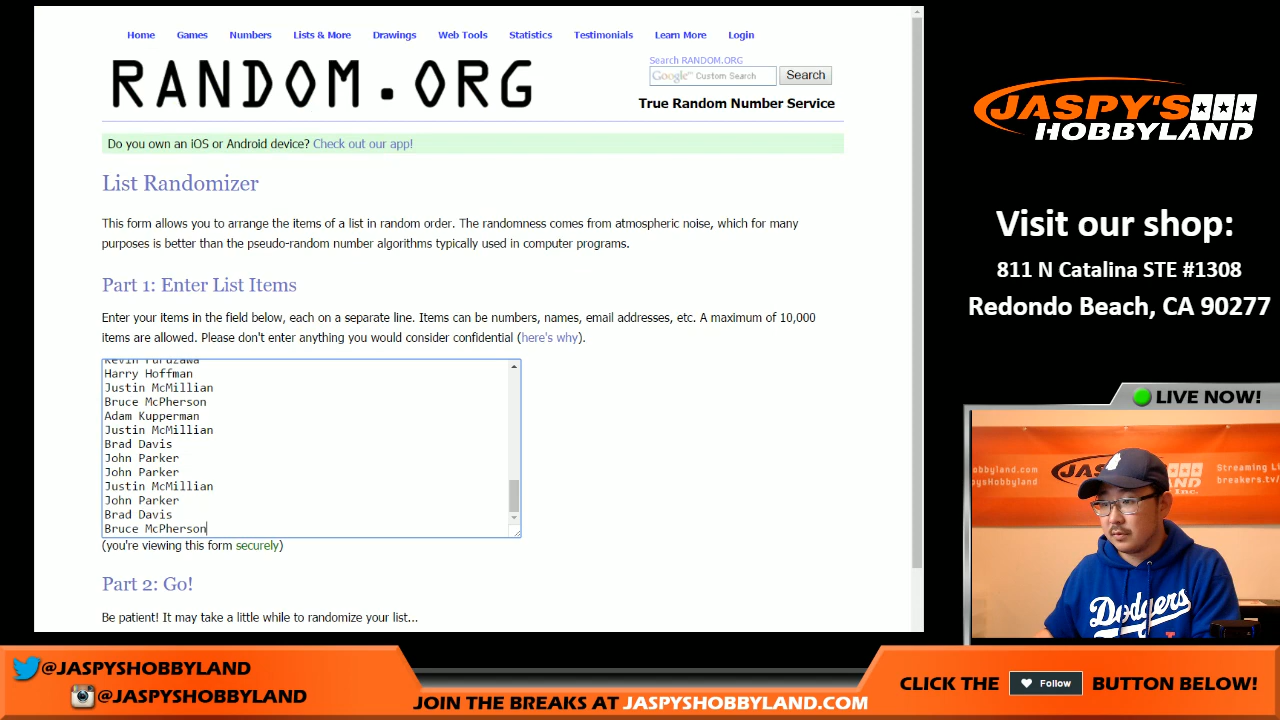 Home Games Numbers Lists & More Drawings Web Tools Statistics Testimonials Learn More Login
RANDOM.ORG
Search RANDOM.ORG
Google™ Custom Search Search
True Random Number Service
Do you own an iOS or Android device? Check out our app!
List Randomizer
This form allows you to arrange the items of a list in random order. The randomness comes from atmospheric noise, which for many
purposes is better than the pseudo-random number algorithms typically used in computer programs.
Part 1: Enter List Items
Enter your items in the field below, each on a separate line. Items can be numbers, names, email addresses, etc. A maximum of 10,000
items are allowed. Please don't enter anything you would consider confidential (here's why).
Harry Hoffman
Justin McMillian
Bruce McPherson
Adam Kupperman
Justin McMillian
Brad Davis
John Parker
John Parker
Justin McMillian
John Parker
Brad Davis
Bruce McPherson
(you're viewing this form securely)
Part 2: Go!
Be patient! It may take a little while to randomize your list...
JASPY'S
HOBBYLAND
Visit our shop:
811 N Catalina STE #1308
Redondo Beach, CA 90277
LIVE NOW!
Streaming
breakers.tv/
Dodgers
@JASPYSHOBBYLAND
@JASPYSHOBBYLAND
JOIN THE BREAKS AT JASPYSHOBBYLAND.COM
CLICK THE Follow BUTTON BELOW!